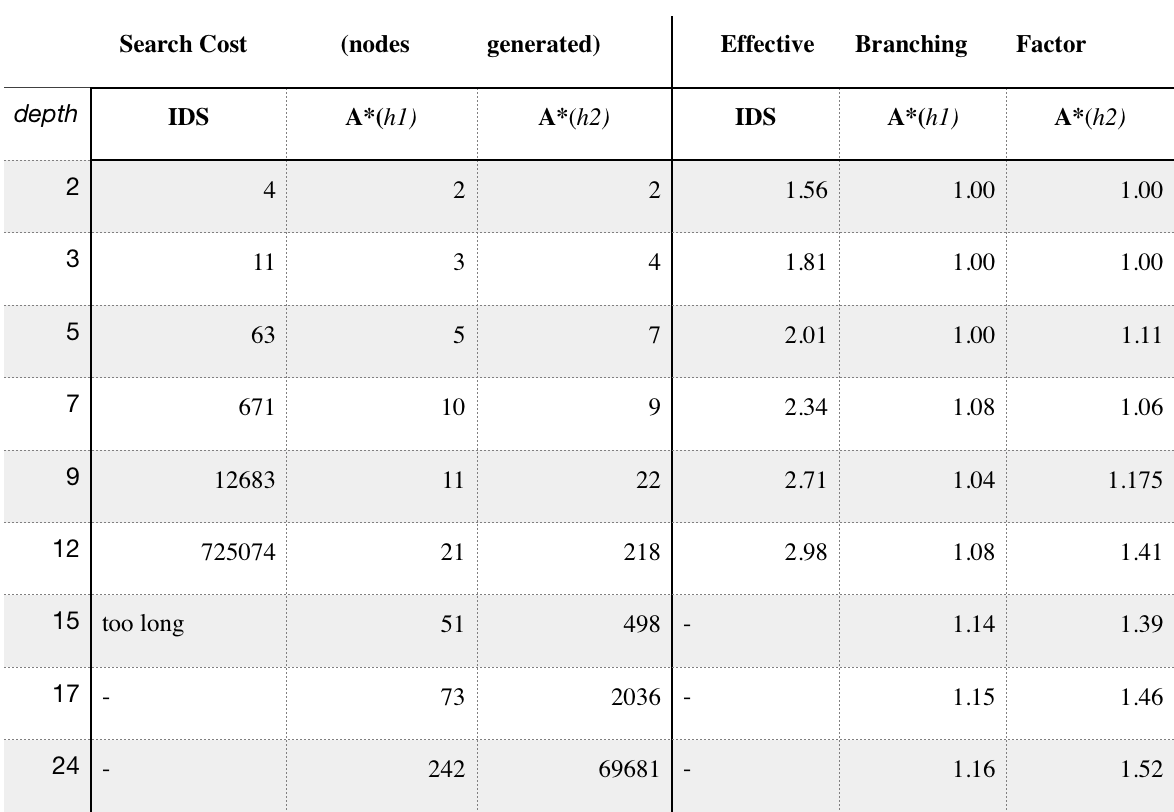 Search Cost (nodes generated) Effective Branching Factor
depth IDS A*(h1) A*(h2) IDS A*(h1) A*(h2)
2 4 2 2 1.56 1.00 1.00
3 11 3 4 1.81 1.00 1.00
5 63 5 7 2.01 1.00 1.11
7 671 10 9 2.34 1.08 1.06
9 12683 11 22 2.71 1.04 1.175
12 725074 21 218 2.98 1.08 1.41
15 too long 51 498 - 1.14 1.39
17 - 73 2036 - 1.15 1.46
24 - 242 69681 - 1.16 1.52